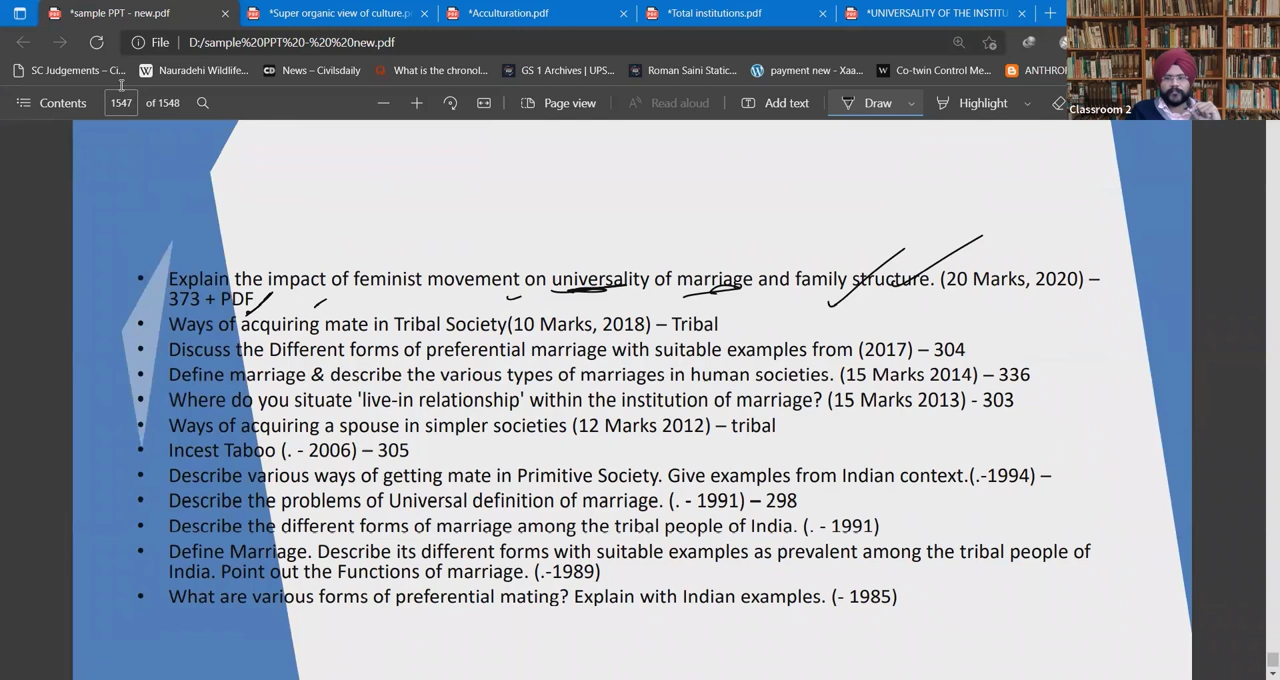 *sample PPT - new.pdf
*Super organic view of culture.p
*Acculturation.pdf
*Total institutions.pdf
*UNIVERSALITY OF THE INSTITU
File
D:/sample%20PPT%20-%20%20new.pdf
SC Judgements – Ci...
Nauradehi Wildlife...
News – Civilsdaily
What is the chronol...
GS 1 Archives | UPS...
Roman Saini Static...
payment new - Xaa...
Co-twin Control Me...
ANTHRO
Contents
1547 of 1548
Page view
Read aloud
Add text
Draw
Highlight
Classroom 2
• Explain the impact of feminist movement on universality of marriage and family structure. (20 Marks, 2020) –
373 + PDF
• Ways of acquiring mate in Tribal Society(10 Marks, 2018) – Tribal
• Discuss the Different forms of preferential marriage with suitable examples from (2017) – 304
• Define marriage & describe the various types of marriages in human societies. (15 Marks 2014) – 336
• Where do you situate 'live-in relationship' within the institution of marriage? (15 Marks 2013) - 303
• Ways of acquiring a spouse in simpler societies (12 Marks 2012) – tribal
• Incest Taboo (. - 2006) – 305
• Describe various ways of getting mate in Primitive Society. Give examples from Indian context.(.-1994) –
• Describe the problems of Universal definition of marriage. (. - 1991) – 298
• Describe the different forms of marriage among the tribal people of India. (. - 1991)
• Define Marriage. Describe its different forms with suitable examples as prevalent among the tribal people of
India. Point out the Functions of marriage. (.-1989)
• What are various forms of preferential mating? Explain with Indian examples. (- 1985)